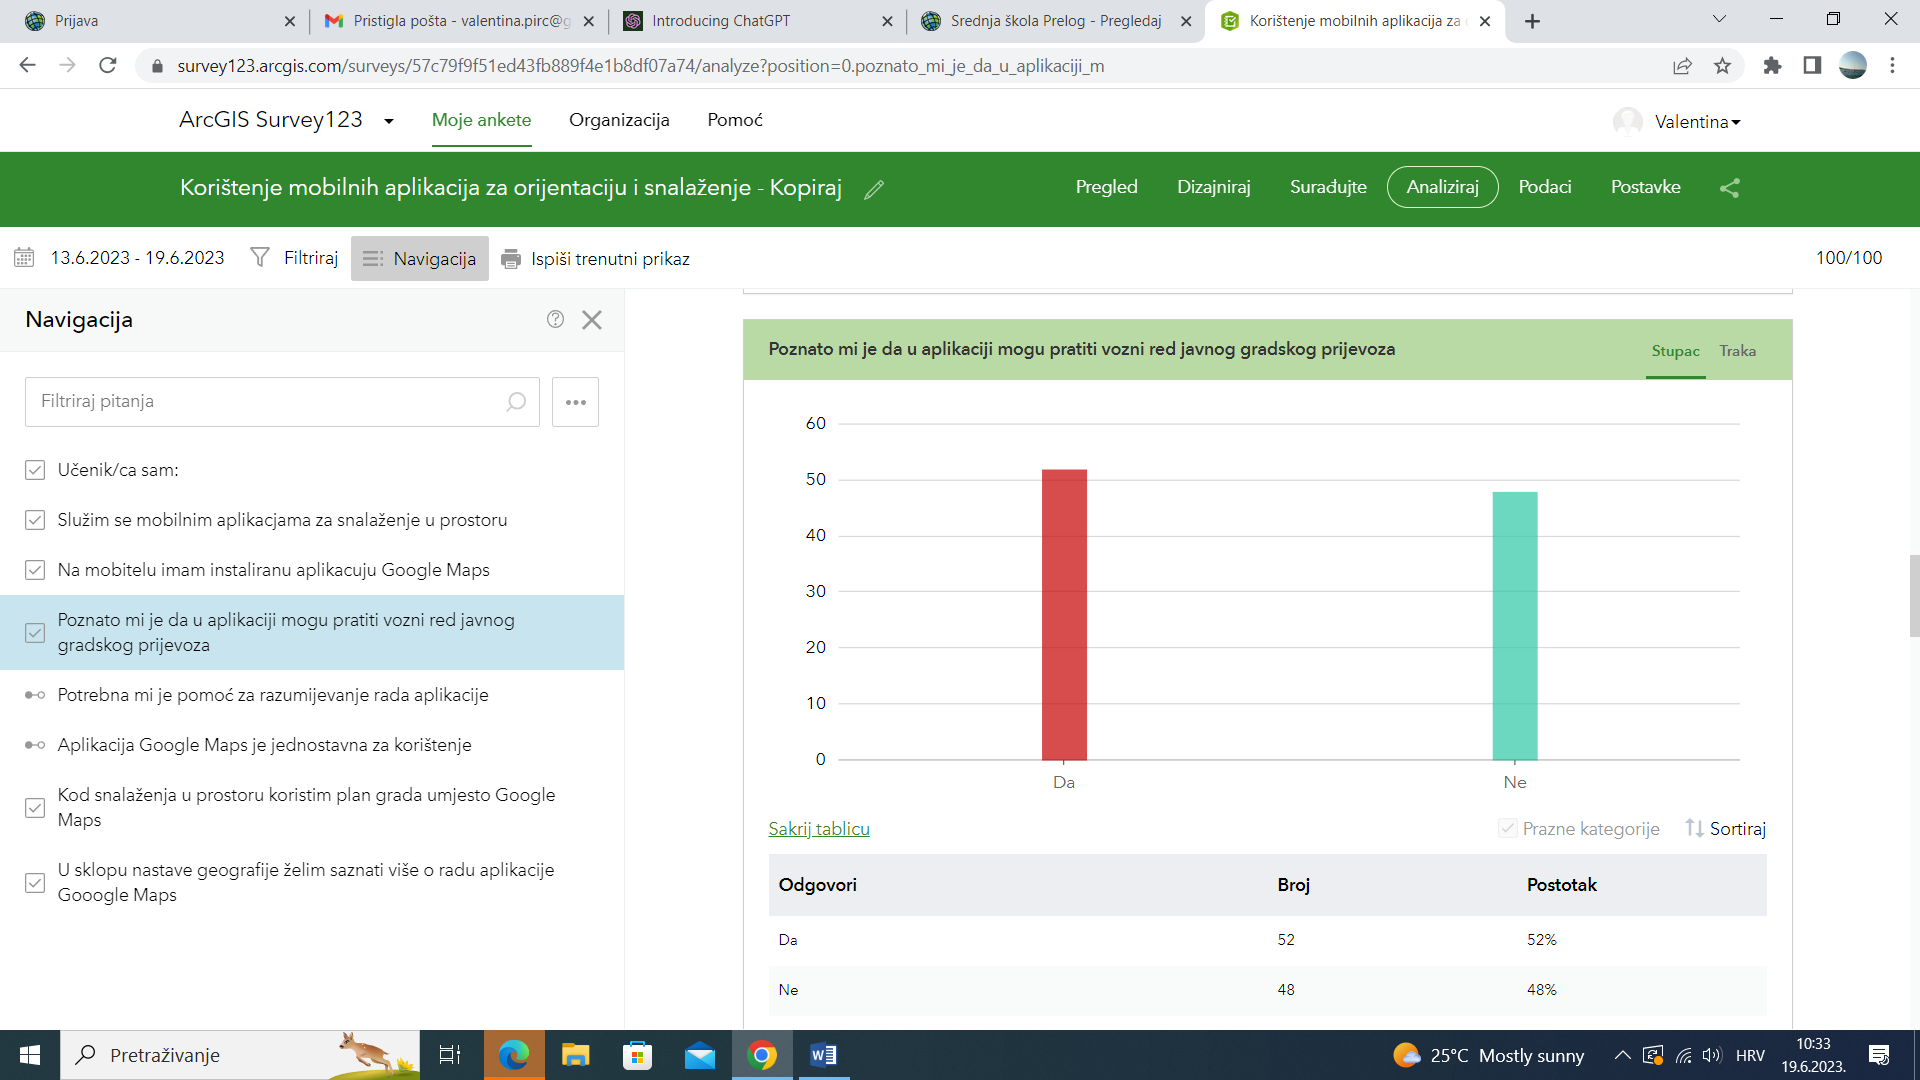 Prijava
Pristigla pošta - valentina.pirc@g
Introducing ChatGPT
Srednja škola Prelog - Pregledaj
Korištenje mobilnih aplikacija za
survey123.arcgis.com/surveys/57c79f9f51ed43fb889f4e1b8df07a74/analyze?position=0.poznato_mi_je_da_u_aplikaciji_m
ArcGIS Survey123
Moje ankete
Organizacija
Pomoć
Valentina
Korištenje mobilnih aplikacija za orijentaciju i snalaženje - Kopiraj
Pregled
Dizajniraj
Surađujte
Analiziraj
Podaci
Postavke
13.6.2023 - 19.6.2023
Filtriraj
Navigacija
Ispiši trenutni prikaz
100/100
Navigacija
Filtriraj pitanja
Učenik/ca sam:
Služim se mobilnim aplikacjama za snalaženje u prostoru
Na mobitelu imam instaliranu aplikacuju Google Maps
Poznato mi je da u aplikaciji mogu pratiti vozni red javnog
gradskog prijevoza
Potrebna mi je pomoć za razumijevanje rada aplikacije
Aplikacija Google Maps je jednostavna za korištenje
Kod snalaženja u prostoru koristim plan grada umjesto Google
Maps
U sklopu nastave geografije želim saznati više o radu aplikacije
Gooogle Maps
Poznato mi je da u aplikaciji mogu pratiti vozni red javnog gradskog prijevoza
Stupac
Traka
60
50
40
30
20
10
0
Da
Ne
Sakrij tablicu
Prazne kategorije
Sortiraj
Odgovori Broj Postotak
Da 52 52%
Ne 48 48%
Pretraživanje
25°C Mostly sunny
HRV
10:33
19.6.2023.